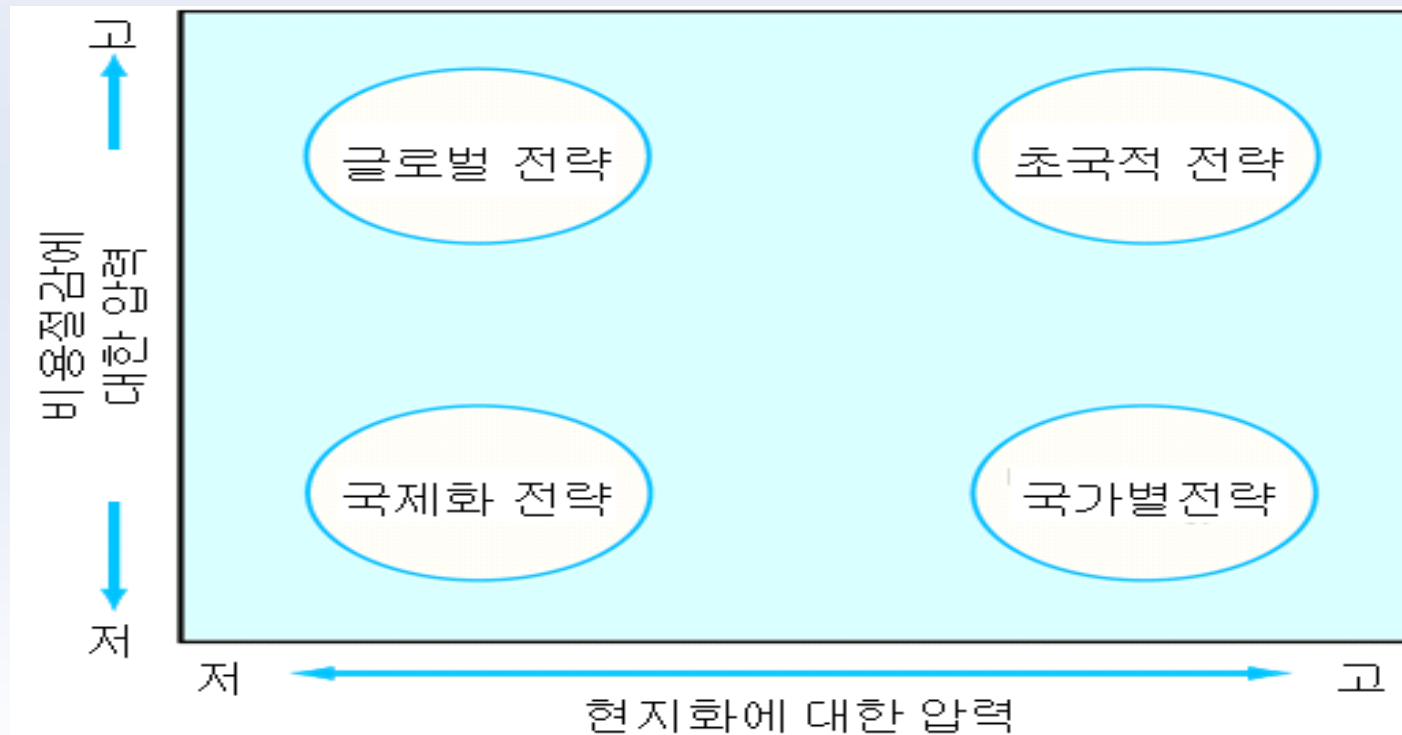 고
글로벌 전략
초국적 전략
비용절감에
대한 압력
국제화 전략
국가별전략
저
저
고
현지화에 대한 압력